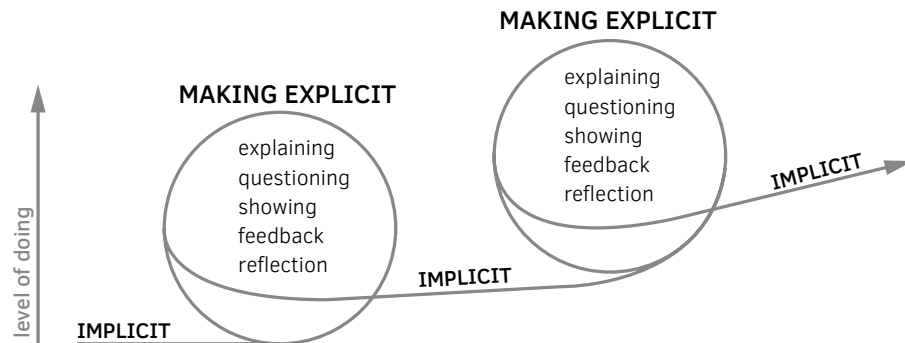 MAKING EXPLICIT
explaining
questioning
showing
feedback
reflection
MAKING EXPLICIT
explaining
questioning
showing
feedback
reflection
level of doing
IMPLICIT
IMPLICIT
IMPLICIT